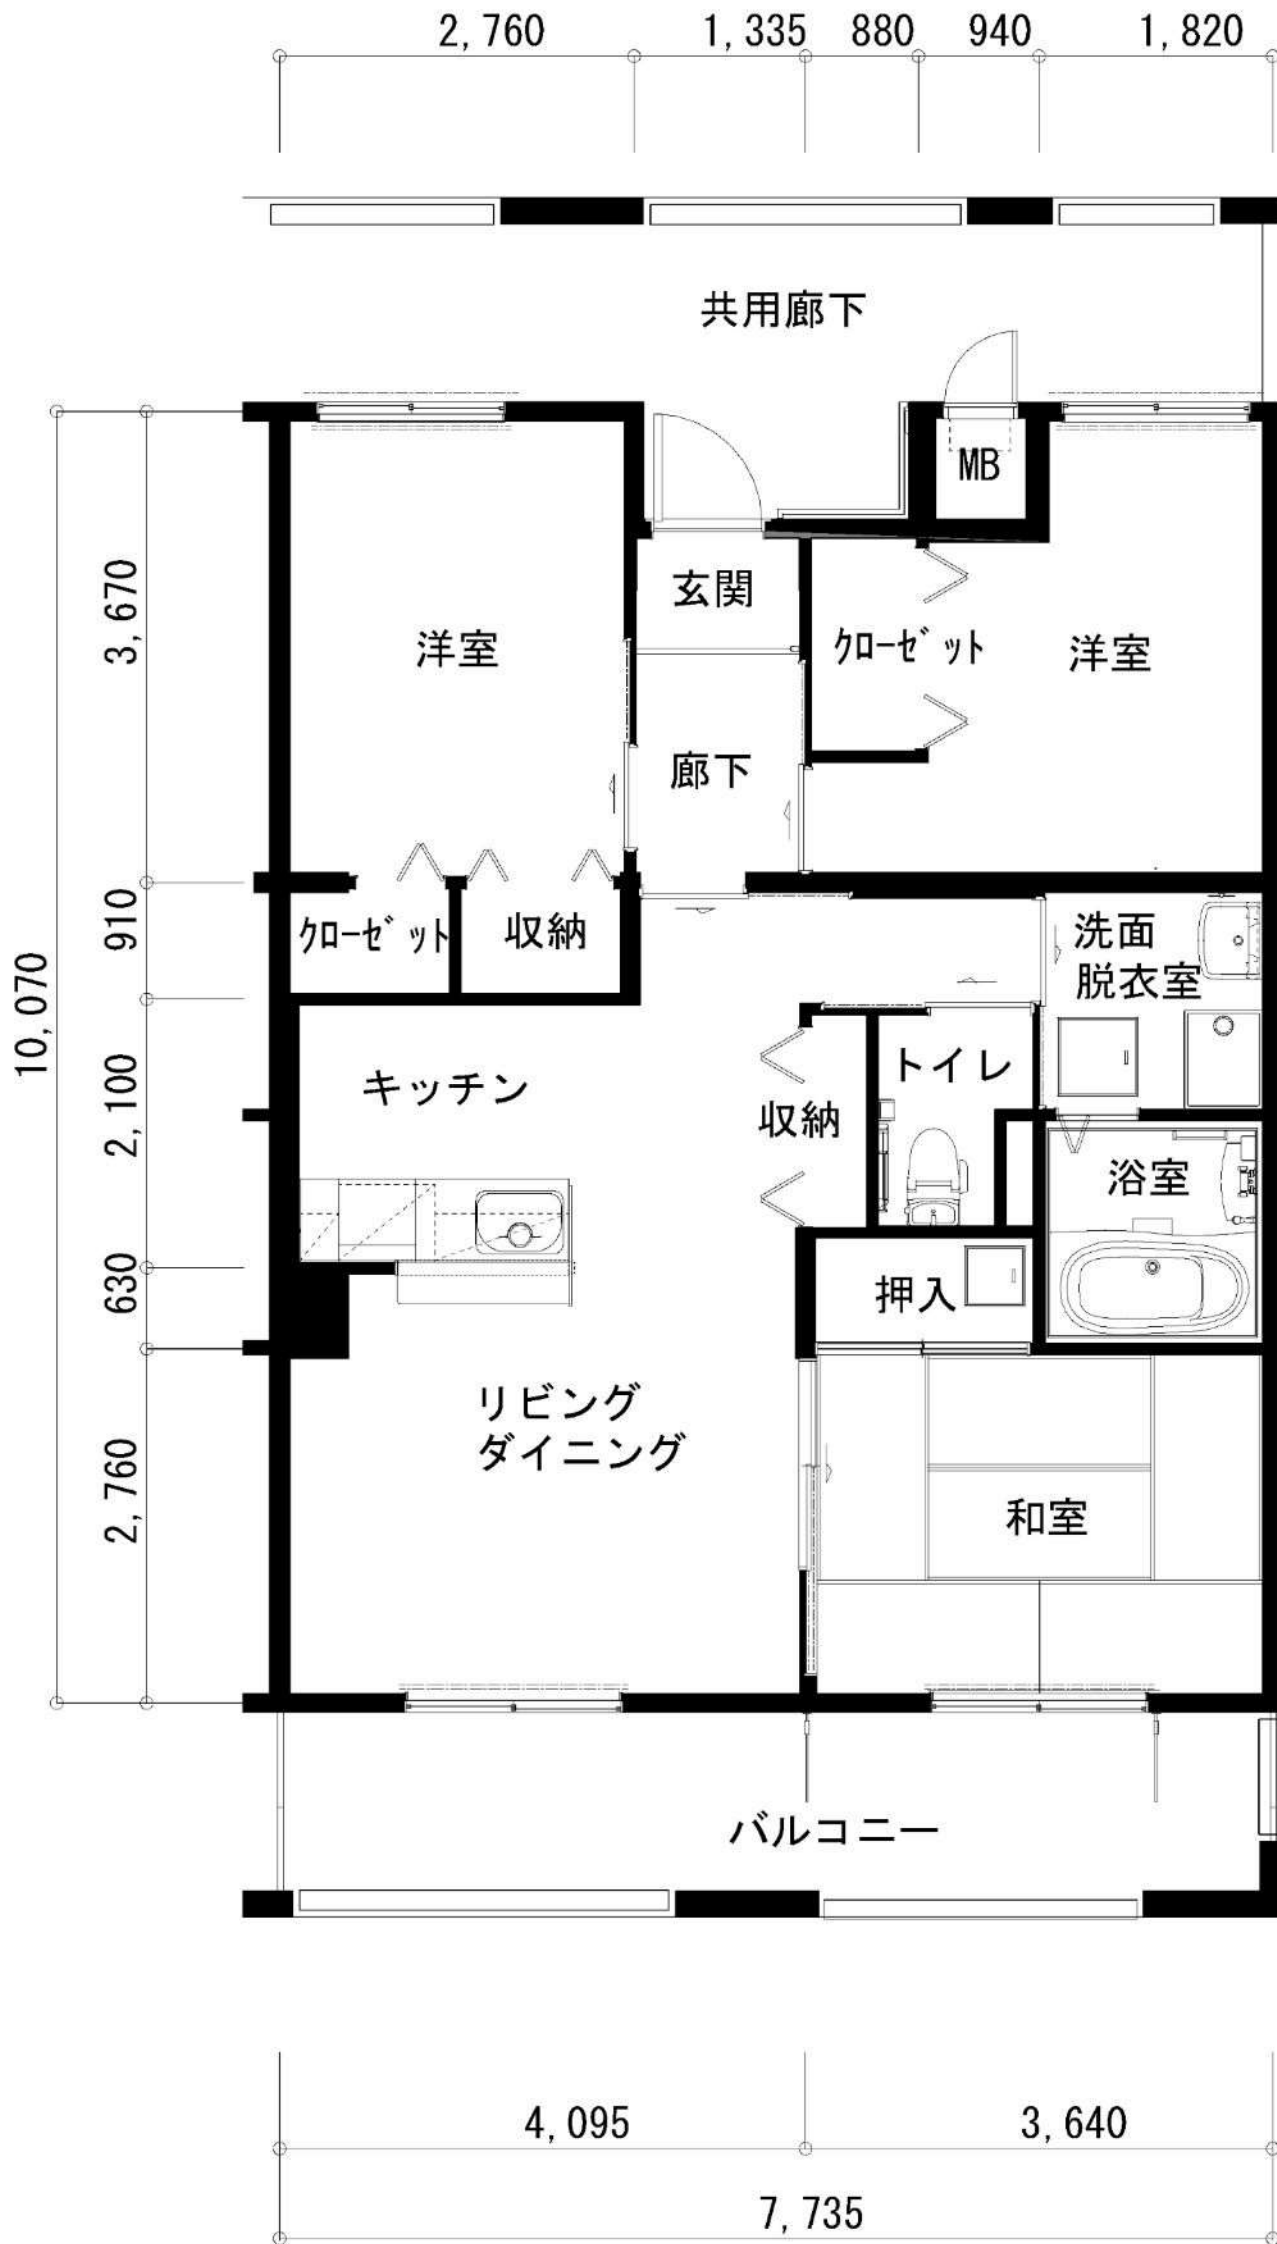 2,760 1,335 880 940 1,820
共用廊下
MB
玄関
クローゼット
洋室
洋室
3,670
廊下
910
クローゼット
収納
洗面
脱衣室
10,070
2,100
キッチン
トイレ
収納
浴室
630
押入
リビング
ダイニング
2,760
和室
バルコニー
4,095 3,640
7,735